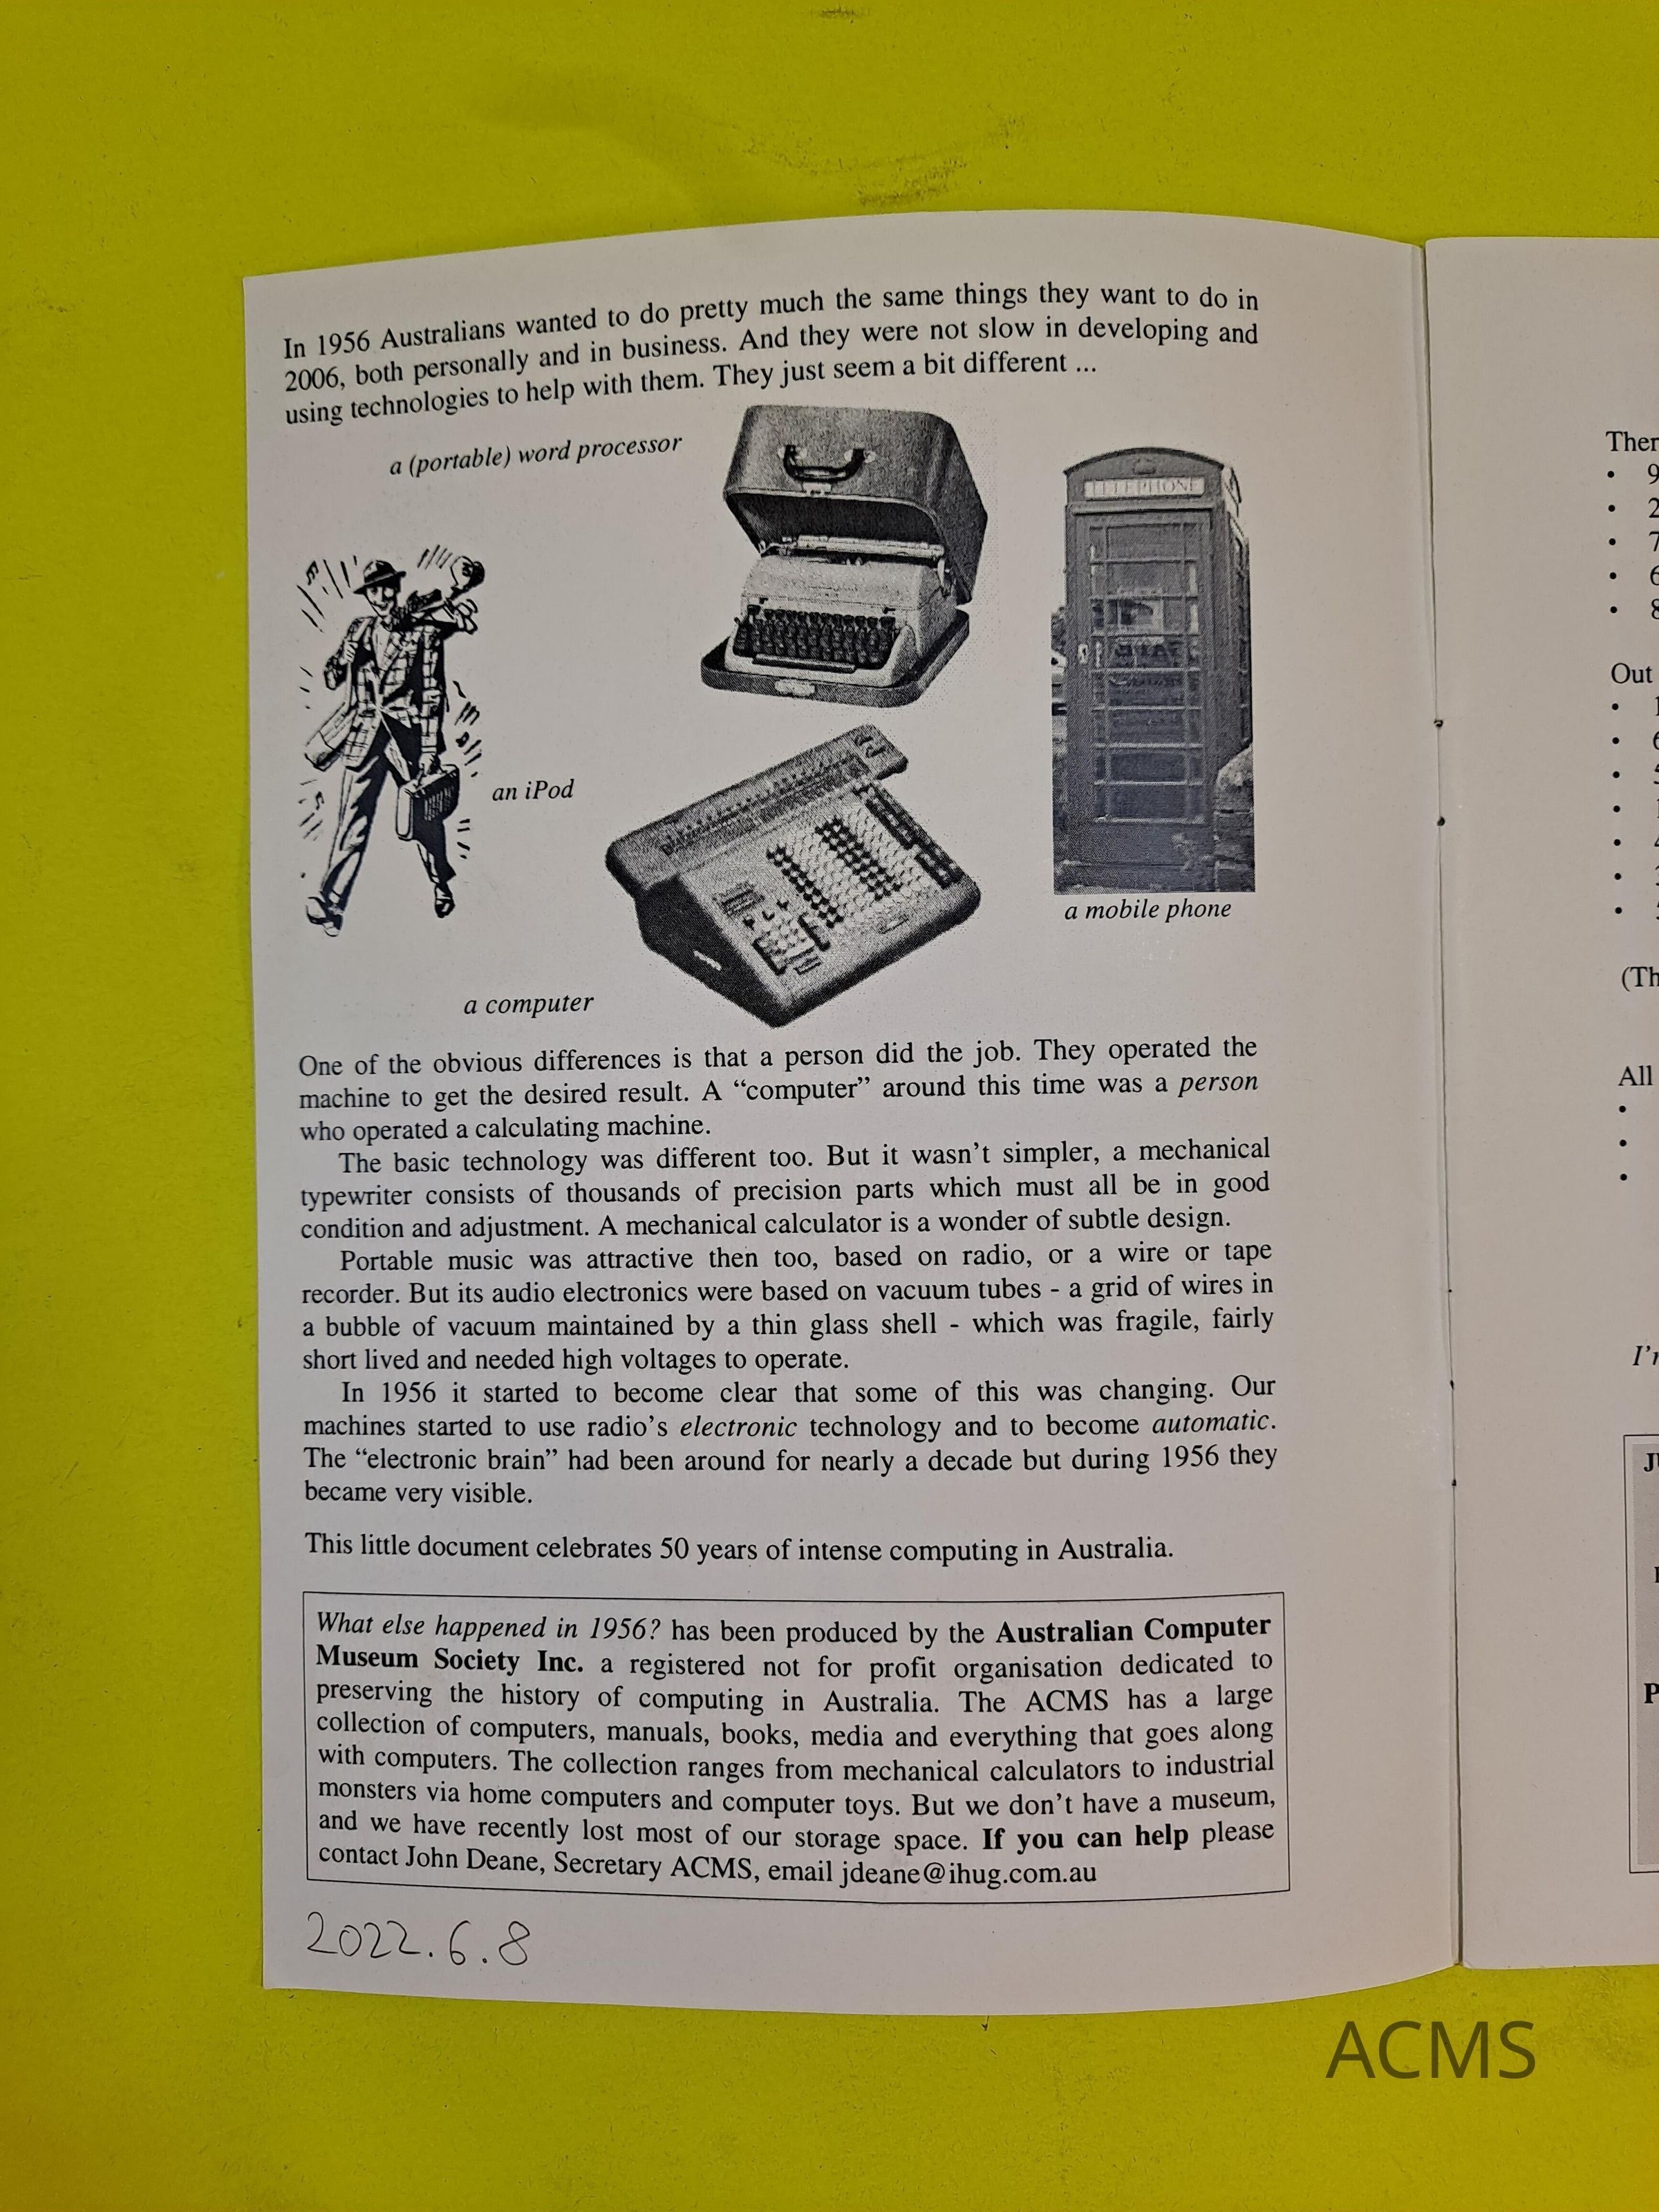 In 1956 Australians wanted to do pretty much the same things they want to do in
2006, both personally and in business. And they were not slow in developing and
using technologies to help with them. They just seem a bit different ...
a (portable) word processor
TELEPHONE
an iPod
a mobile phone
a computer
One of the obvious differences is that a person did the job. They operated the
machine to get the desired result. A “computer” around this time was a person
who operated a calculating machine.
The basic technology was different too. But it wasn’t simpler, a mechanical
typewriter consists of thousands of precision parts which must all be in good
condition and adjustment. A mechanical calculator is a wonder of subtle design.
Portable music was attractive then too, based on radio, or a wire or tape
recorder. But its audio electronics were based on vacuum tubes - a grid of wires in
a bubble of vacuum maintained by a thin glass shell - which was fragile, fairly
short lived and needed high voltages to operate.
In 1956 it started to become clear that some of this was changing. Our
machines started to use radio’s electronic technology and to become automatic.
The “electronic brain” had been around for nearly a decade but during 1956 they
became very visible.
This little document celebrates 50 years of intense computing in Australia.
What else happened in 1956? has been produced by the Australian Computer
Museum Society Inc. a registered not for profit organisation dedicated to
preserving the history of computing in Australia. The ACMS has a large
collection of computers, manuals, books, media and everything that goes along
with computers. The collection ranges from mechanical calculators to industrial
monsters via home computers and computer toys. But we don’t have a museum,
and we have recently lost most of our storage space. If you can help please
contact John Deane, Secretary ACMS, email jdeane@ihug.com.au
2022.6.8
Out
All
ACMS